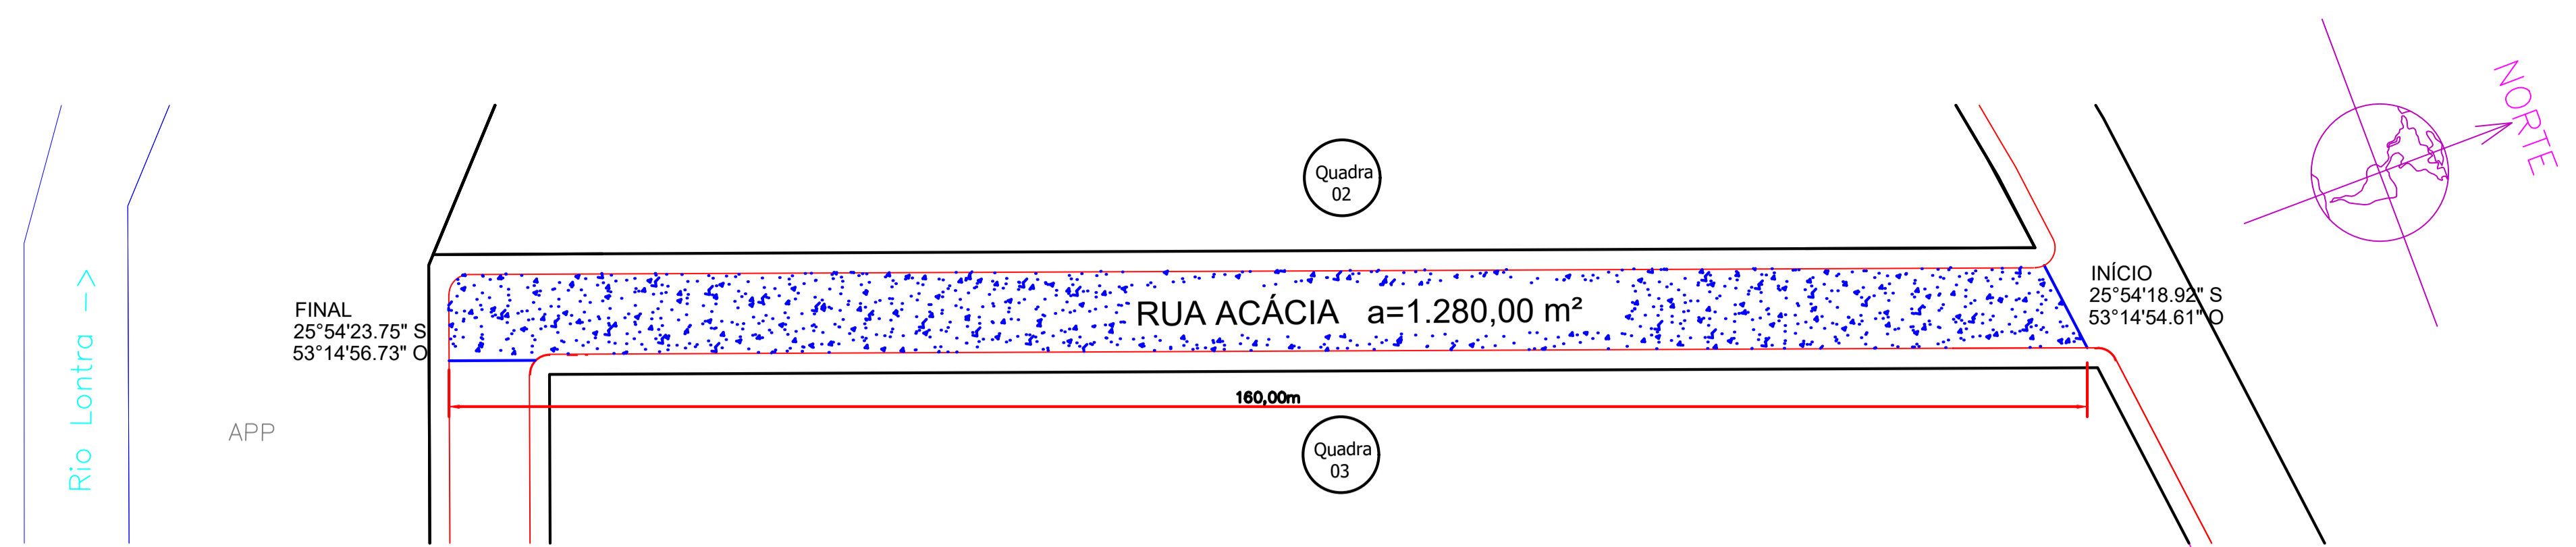 NORTE
Quadra
02
INÍCIO
25°54'18.92" S
53°14'54.61" O
RUA ACÁCIA a=1.280,00 m²
FINAL
25°54'23.75" S
53°14'56.73" O
Rio Lontra —>
160,00m
APP
Quadra
03